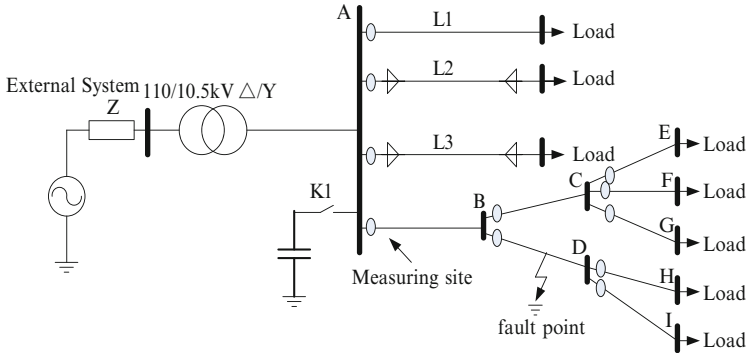 A
L1
Load
External System
110/10.5kV △/Y
L2
Load
Z
L3
Load
E
Load
K1
C
F
Load
B
G
Load
D
Measuring site
H
Load
fault point
I
Load